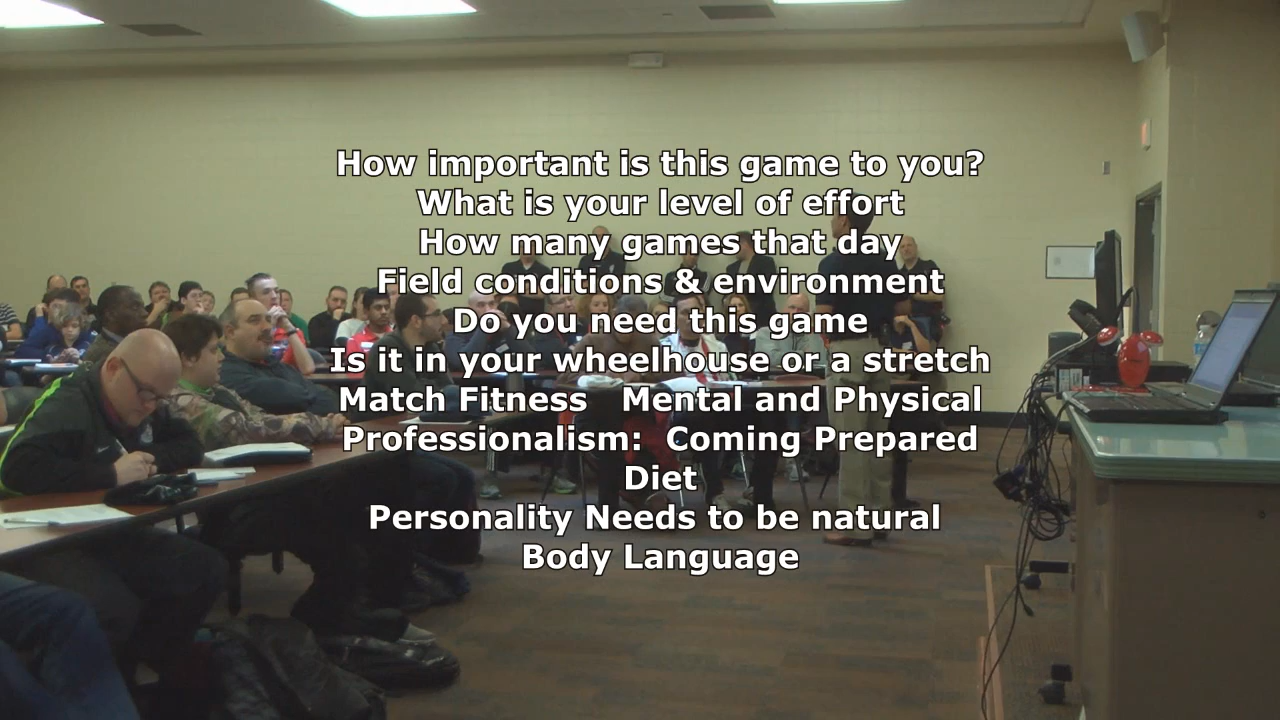 How important is this game to you?
What is your level of effort
How many games that day
Field conditions & environment
Do you need this game
Is it in your wheelhouse or a stretch
Match Fitness   Mental and Physical
Professionalism:  Coming Prepared
Diet
Personality Needs to be natural
Body Language